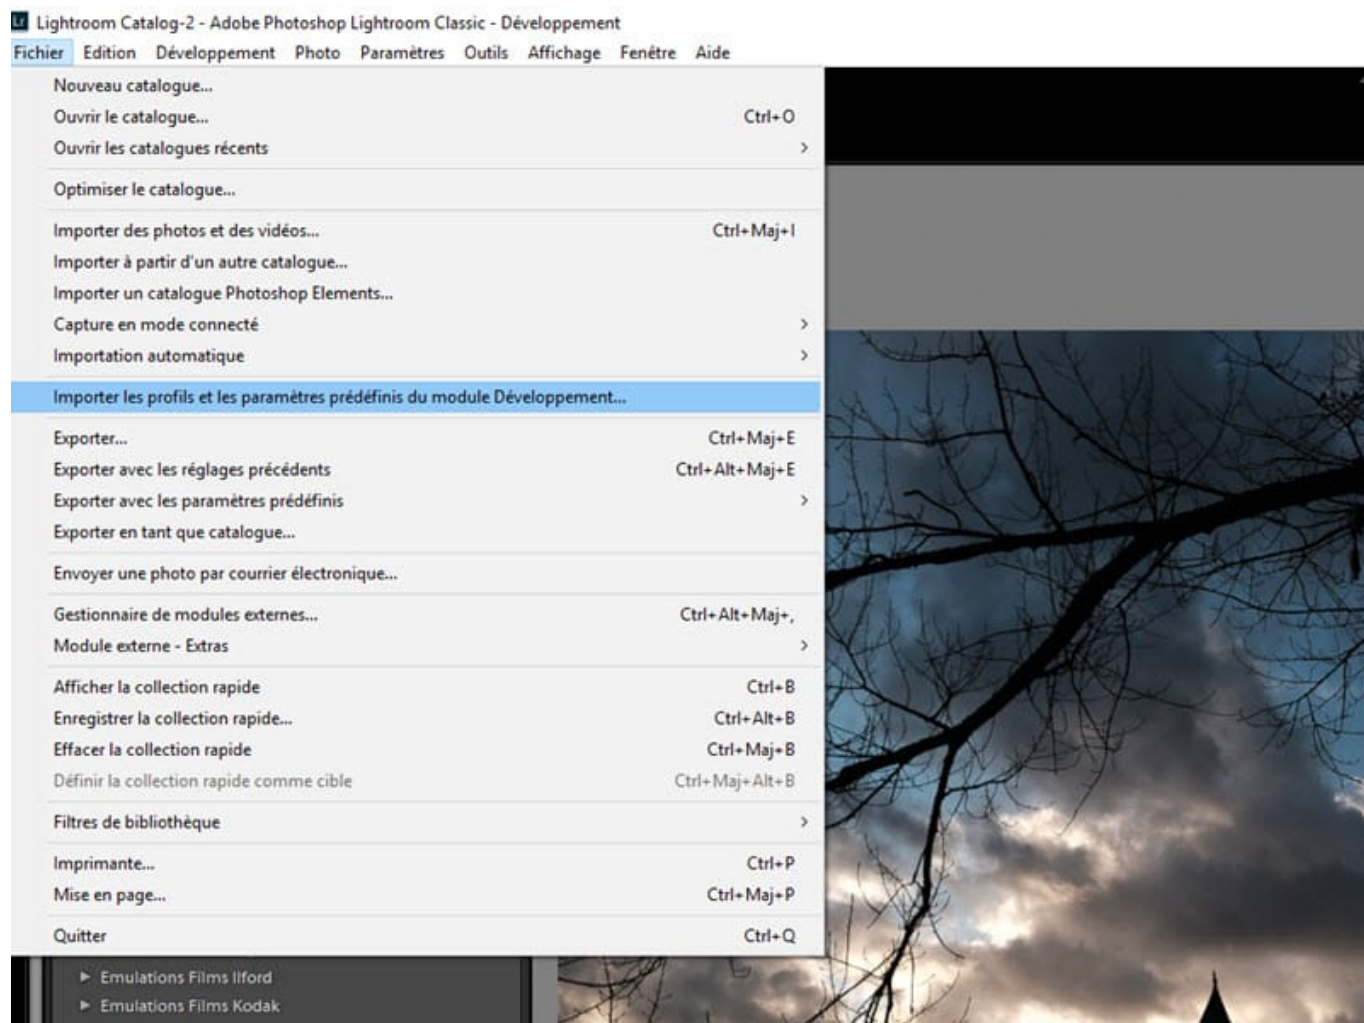 Lr Lightroom Catalog-2 - Adobe Photoshop Lightroom Classic - Développement
Fichier Edition Développement Photo Paramètres Outils Affichage Fenêtre Aide
Nouveau catalogue...
Ouvrir le catalogue... Ctrl+O
Ouvrir les catalogues récents >
Optimiser le catalogue...
Importer des photos et des vidéos... Ctrl+Maj+I
Importer à partir d'un autre catalogue...
Importer un catalogue Photoshop Elements...
Capture en mode connecté >
Importation automatique >
Importer les profils et les paramètres prédéfinis du module Développement...
Exporter... Ctrl+Maj+E
Exporter avec les réglages précédents Ctrl+Alt+Maj+E
Exporter avec les paramètres prédéfinis >
Exporter en tant que catalogue...
Envoyer une photo par courrier électronique...
Gestionnaire de modules externes... Ctrl+Alt+Maj+,
Module externe - Extras >
Afficher la collection rapide Ctrl+B
Enregistrer la collection rapide... Ctrl+Alt+B
Effacer la collection rapide Ctrl+Maj+B
Définir la collection rapide comme cible Ctrl+Maj+Alt+B
Filtres de bibliothèque >
Imprimante... Ctrl+P
Mise en page... Ctrl+Maj+P
Quitter Ctrl+Q
Emulations Films Ilford
Emulations Films Kodak